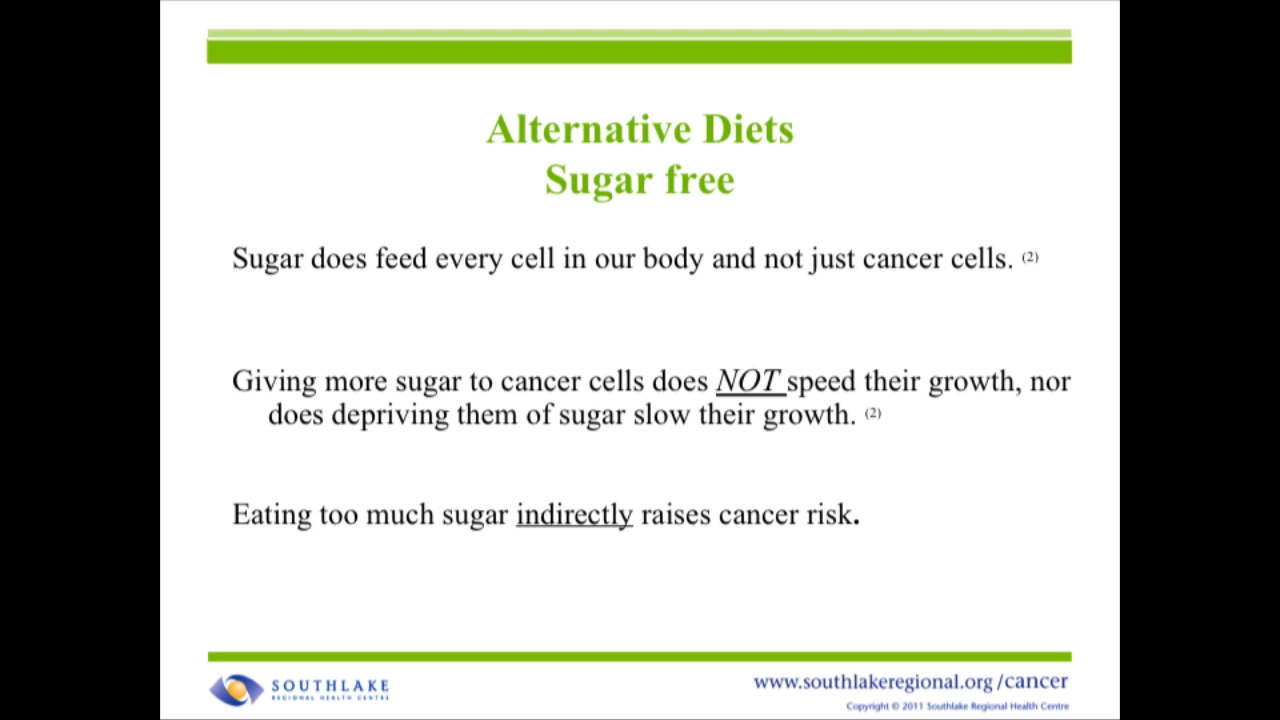 Alternative Diets
Sugar free
Sugar does feed every cell in our body and not just cancer cells. (2)
Giving more sugar to cancer cells does NOT speed their growth, nor
does depriving them of sugar slow their growth. (2)
Eating too much sugar indirectly raises cancer risk.
SOUTHLAKE
REGIONAL HEALTH CENTRE
www.southlakeregional.org/cancer
Copyright © 2011 Southlake Regional Health Centre